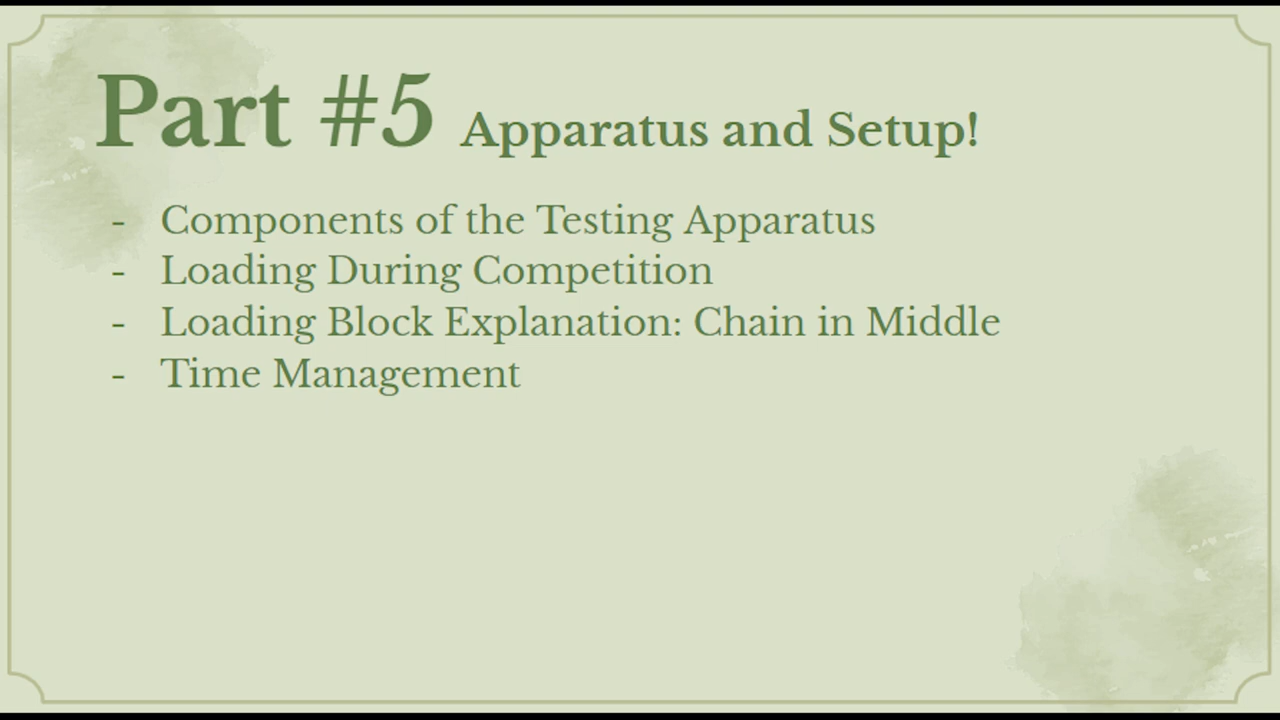 Part #5 Apparatus and Setup!
- Components of the Testing Apparatus
- Loading During Competition
- Loading Block Explanation: Chain in Middle
- Time Management